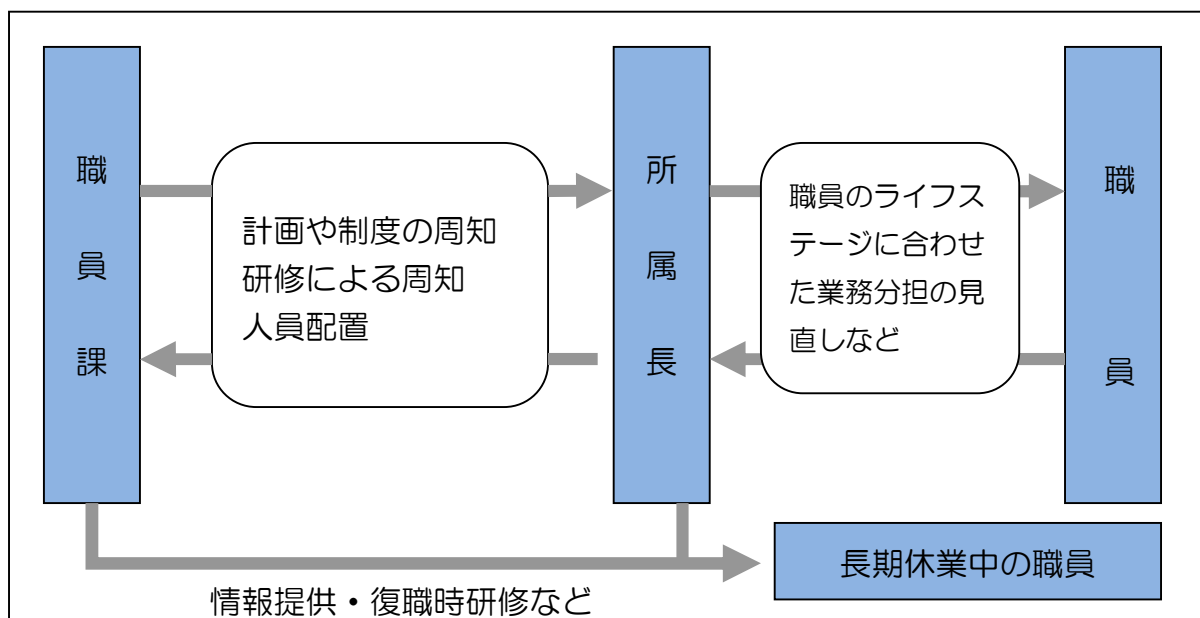 職員課
計画や制度の周知
研修による周知
人員配置
所属長
職員のライフス
テージに合わせ
た業務分担の見
直しなど
職員
長期休業中の職員
情報提供・復職時研修など